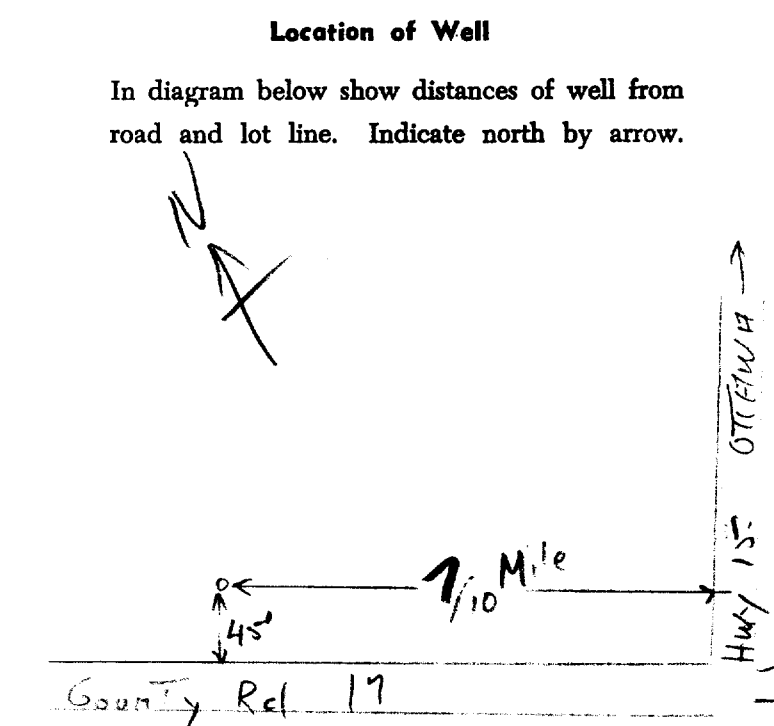 Location of Well
In diagram below show distances of well from
road and lot line. Indicate north by arrow.
N
OTTAWA
Hwy 15
7/10 Mile
45'
County Rd 17